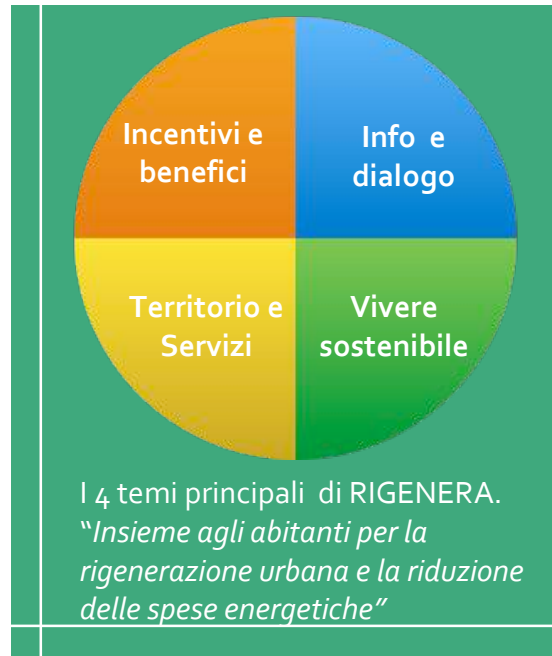 Incentivi e
benefici
Info e
dialogo
Territorio e
Servizi
Vivere
sostenibile
I 4 temi principali di RIGENERA.
“Insieme agli abitanti per la
rigenerazione urbana e la riduzione
delle spese energetiche”